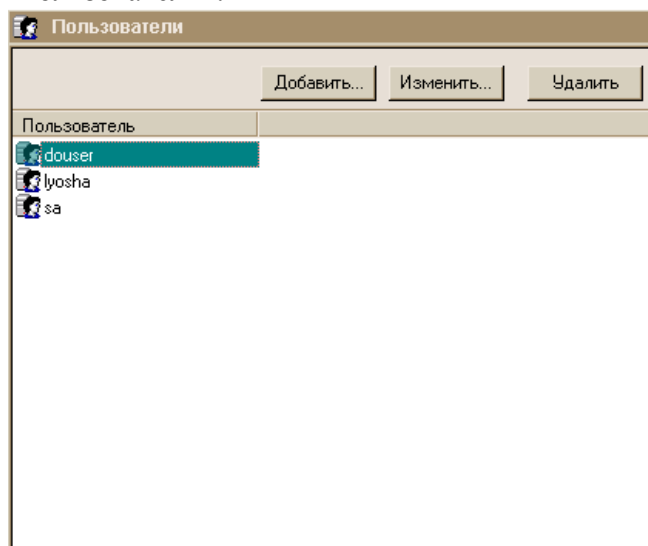 Пользователи
Добавить... Изменить... Удалить
Пользователь
douser
lyosha
sa